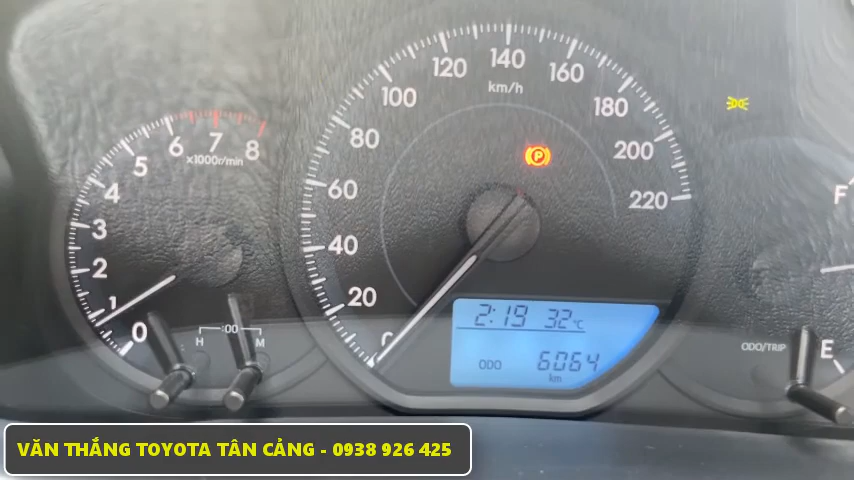 140
120
160
km/h
100
180
80
6 7 8
x1000r/min
200
5
60
4
220
F
3
40
2
20
1
0
0
:00
H M
2:19 32°C
ODO 6064
km
ODO/TRIP
E
P
VĂN THẮNG TOYOTA TÂN CẢNG - 0938 926 425